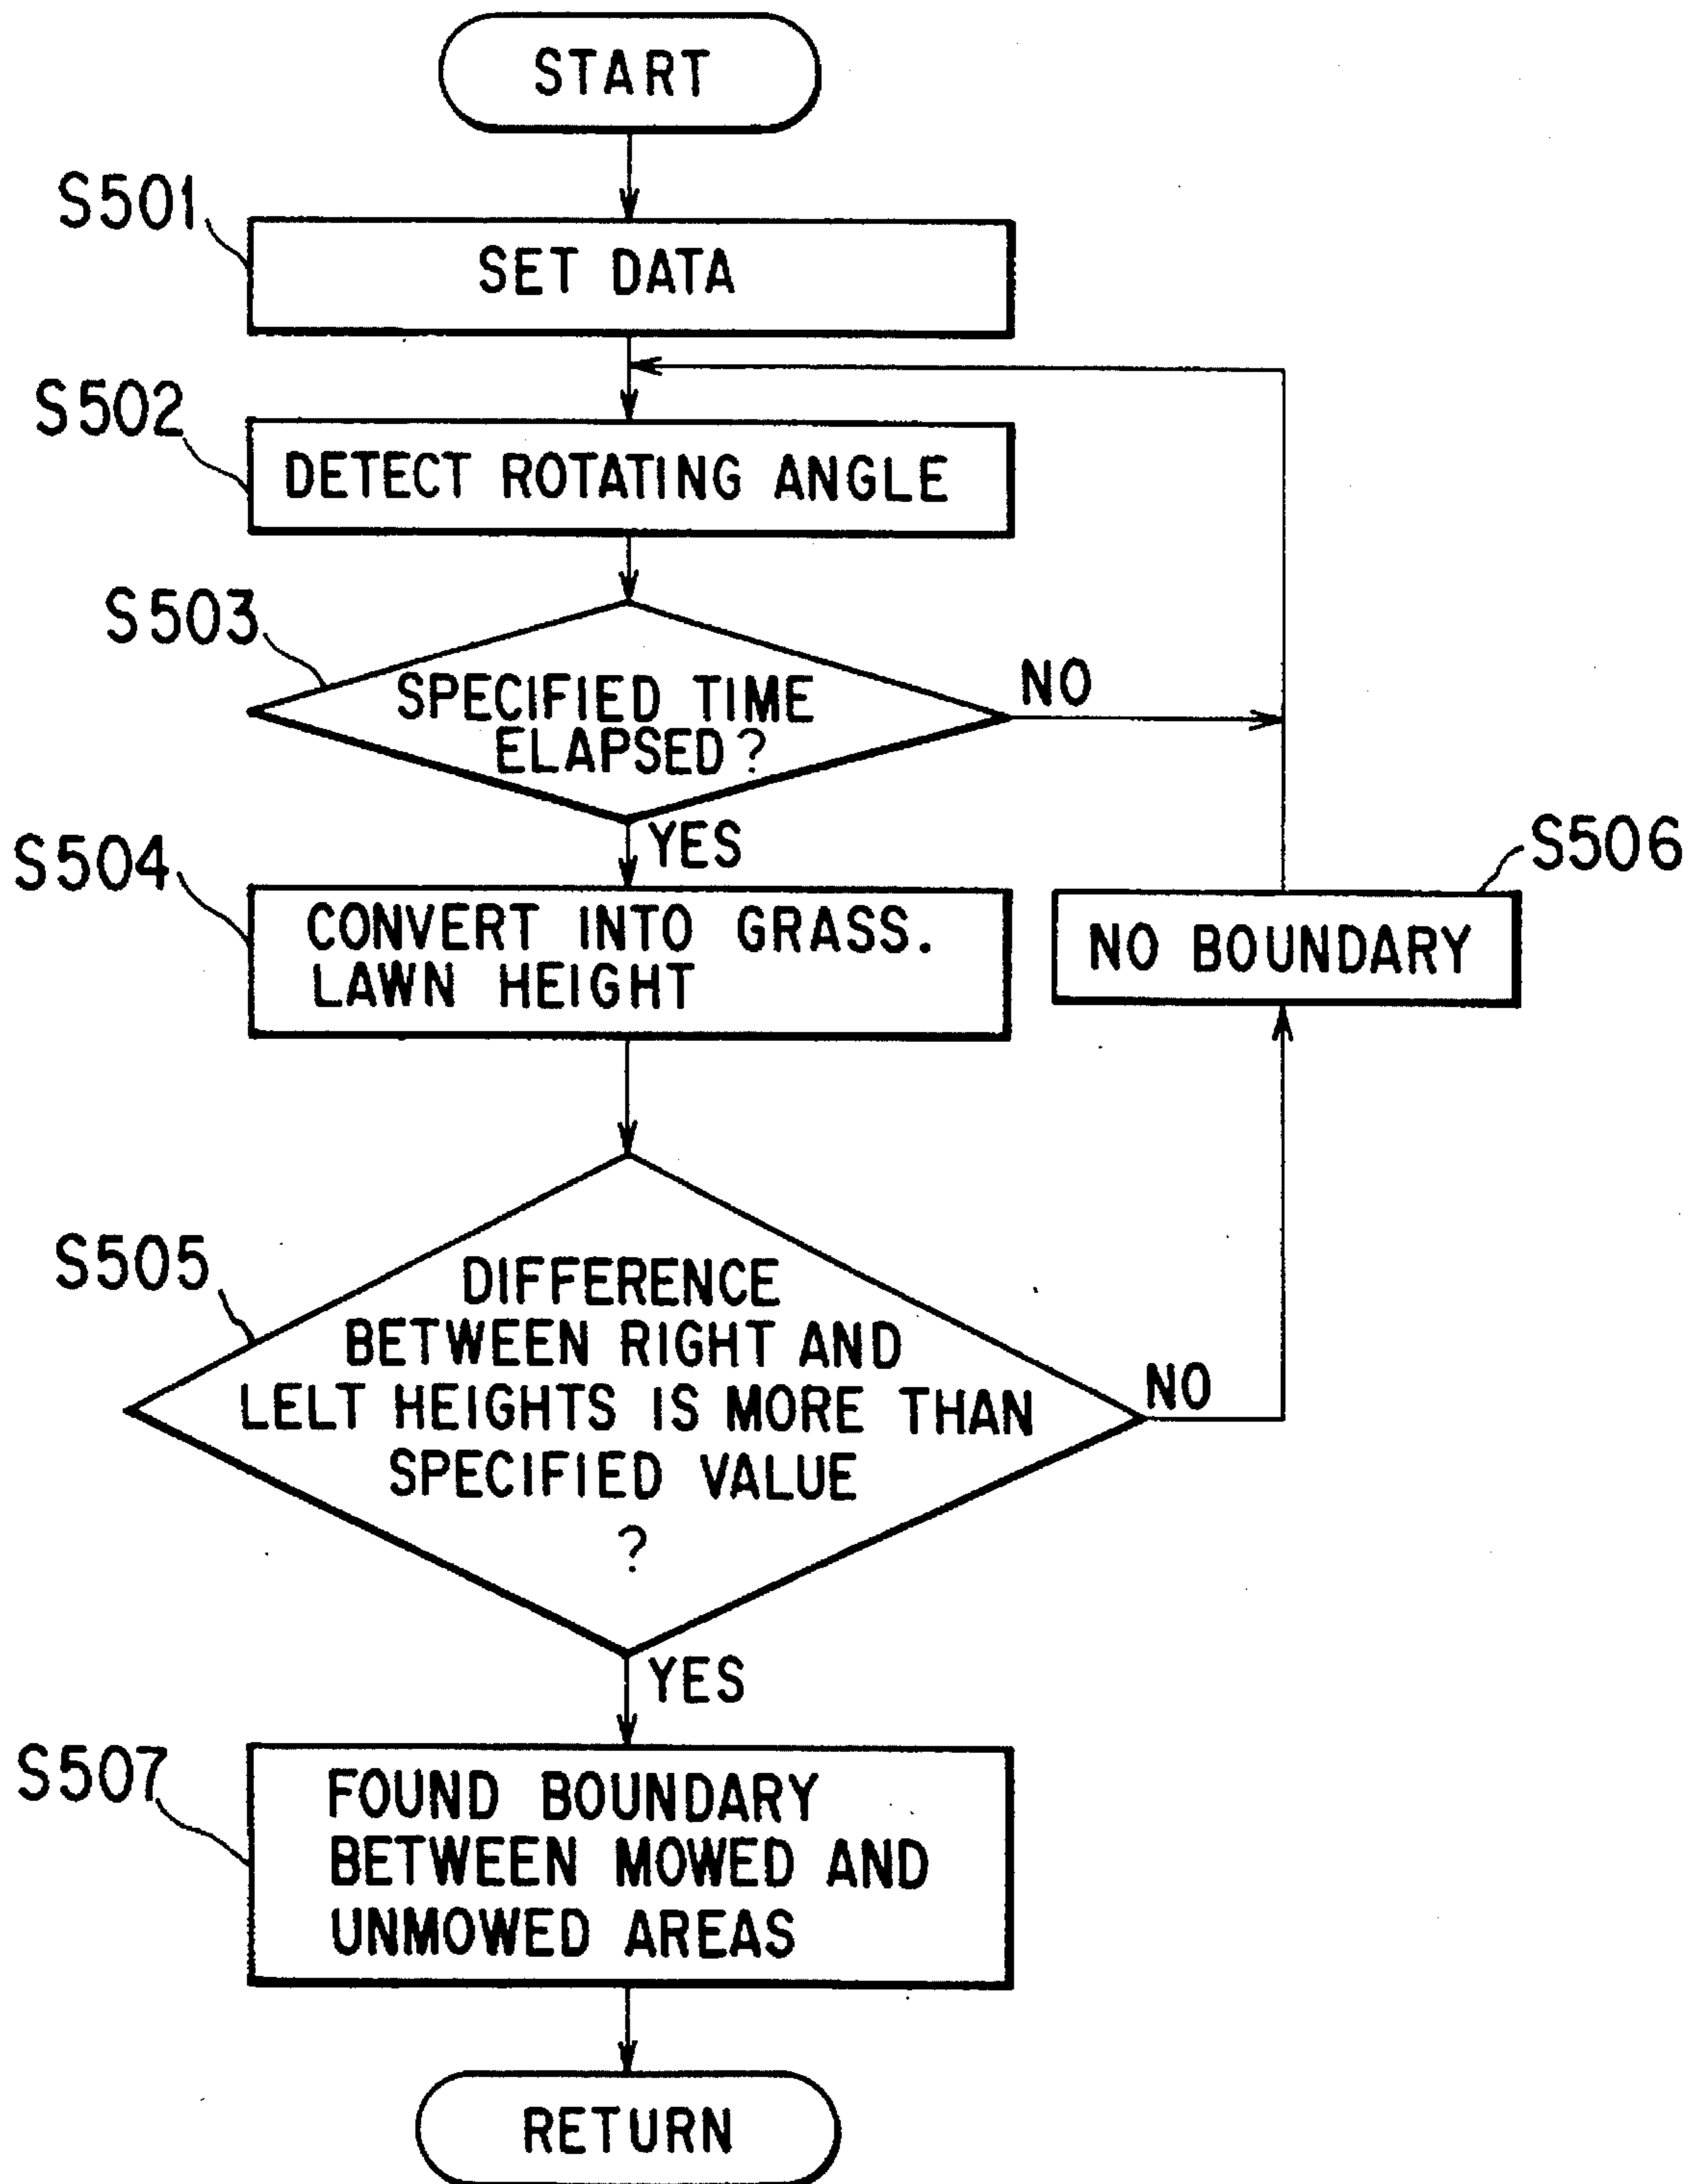 START
S501
SET DATA
S502
DETECT ROTATING ANGLE
S503
SPECIFIED TIME
ELAPSED?
NO
YES
S504
CONVERT INTO GRASS.
LAWN HEIGHT
S506
NO BOUNDARY
S505
DIFFERENCE
BETWEEN RIGHT AND
LELT HEIGHTS IS MORE THAN
SPECIFIED VALUE
?
NO
YES
S507
FOUND BOUNDARY
BETWEEN MOWED AND
UNMOWED AREAS
RETURN